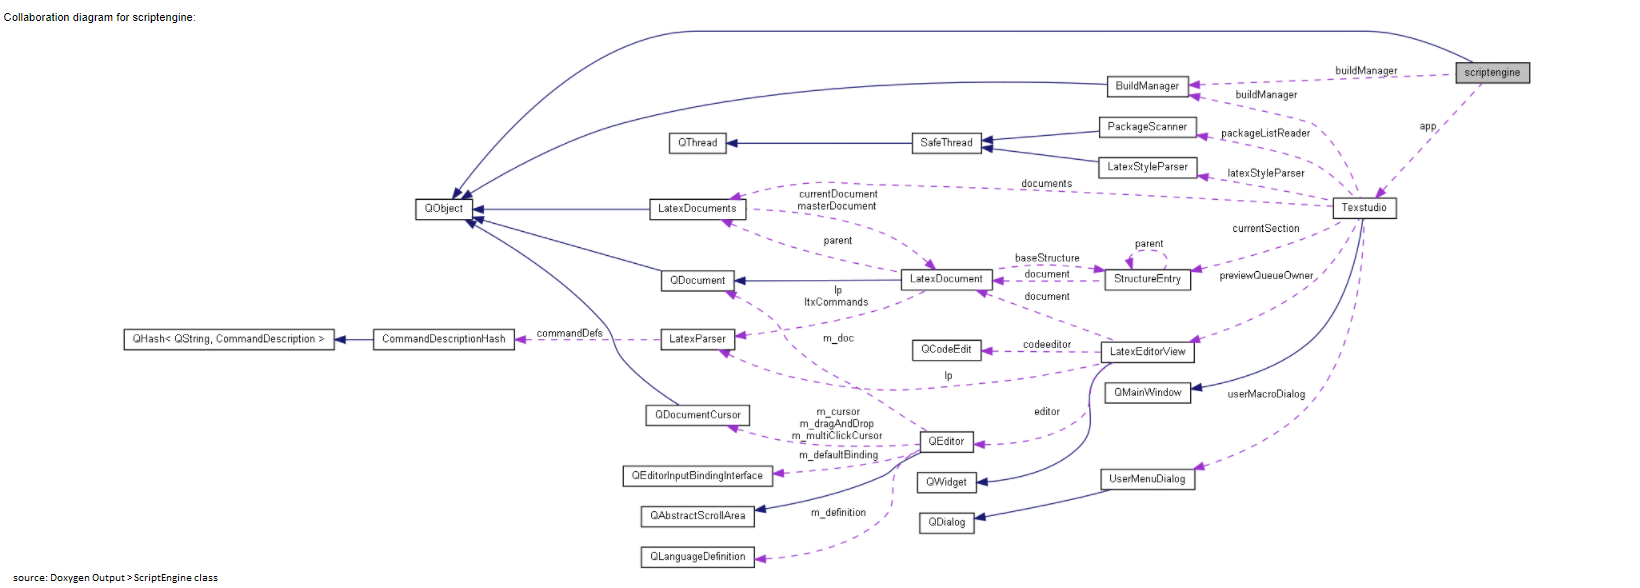 Collaboration diagram for scriptengine:
buildManager
scriptengine
BuildManager
buildManager
PackageScanner
app
packageListReader
QThread
SafeThread
LatexStyleParser
latexStyleParser
documents
currentDocument
masterDocument
QObject
LatexDocuments
Texstudio
currentSection
parent
parent
baseStructure
document
QDocument
LatexDocument
StructureEntry
previewQueueOwner
lp
ltxCommands
document
QHash< QString, CommandDescription >
CommandDescriptionHash
commandDefs
LatexParser
m_doc
QCodeEdit
codeeditor
LatexEditorView
lp
QMainWindow
userMacroDialog
QDocumentCursor
m_cursor
m_dragAndDrop
m_multiClickCursor
editor
QEditor
m_defaultBinding
QEditorInputBindingInterface
QWidget
UserMenuDialog
QAbstractScrollArea
m_definition
QDialog
QLanguageDefinition
source: Doxygen Output > ScriptEngine class